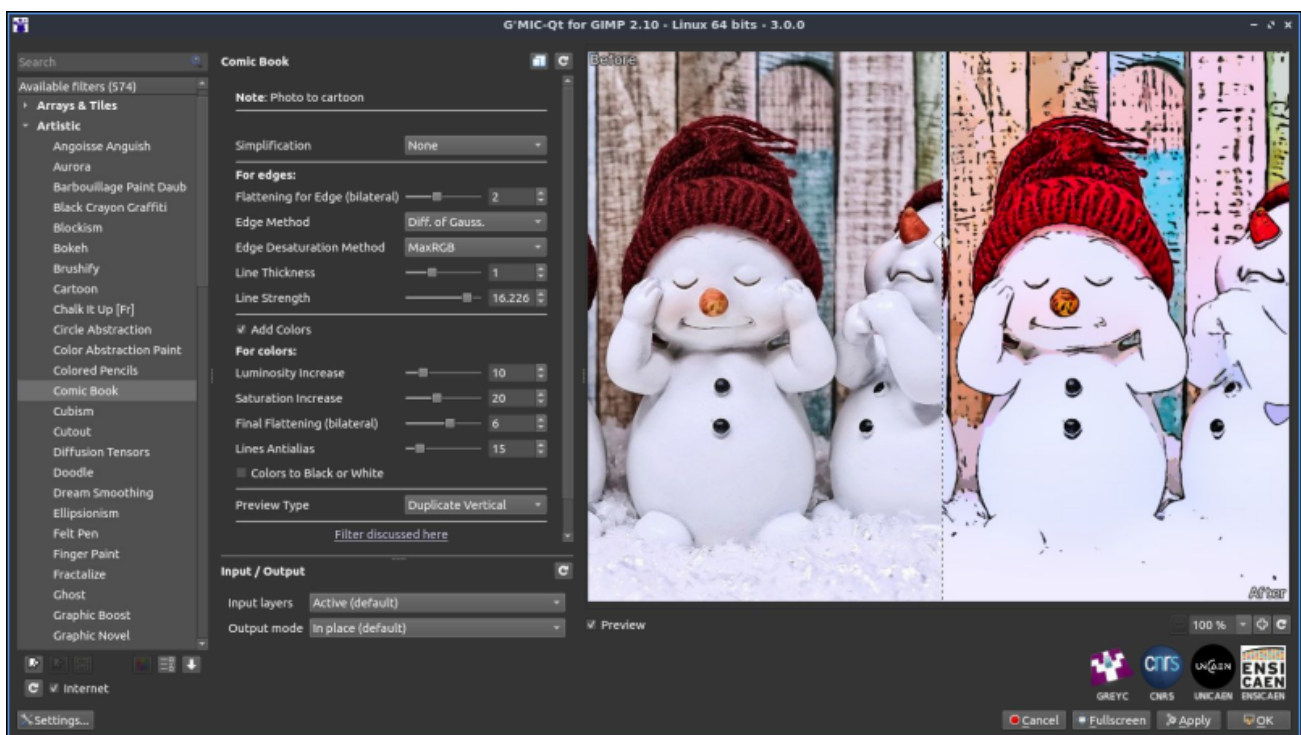 G'MIC-Qt for GIMP 2.10 - Linux 64 bits - 3.0.0
Search
Available filters (574)
Arrays & Tiles
Artistic
Angoisse Anguish
Aurora
Barbouillage Paint Daub
Black Crayon Graffiti
Blockism
Bokeh
Brushify
Cartoon
Chalk It Up [Fr]
Circle Abstraction
Color Abstraction Paint
Colored Pencils
Comic Book
Cubism
Cutout
Diffusion Tensors
Doodle
Dream Smoothing
Ellipsionism
Felt Pen
Finger Paint
Fractalize
Ghost
Graphic Boost
Graphic Novel
Internet
Settings...
Comic Book
Note: Photo to cartoon
Simplification None
For edges:
Flattening for Edge (bilateral) 2
Edge Method Diff. of Gauss.
Edge Desaturation Method MaxRGB
Line Thickness 1
Line Strength 16.226
Add Colors
For colors:
Luminosity Increase 10
Saturation Increase 20
Final Flattening (bilateral) 6
Lines Antialias 15
Colors to Black or White
Preview Type Duplicate Vertical
Filter discussed here
Input / Output
Input layers Active (default)
Output mode In place (default)
Before
After
Preview
100 %
GREYC
CNRS
CNRS
UNICAEN
UNICAEN
ENSI
CAEN
ENSICAEN
Cancel
Fullscreen
Apply
OK